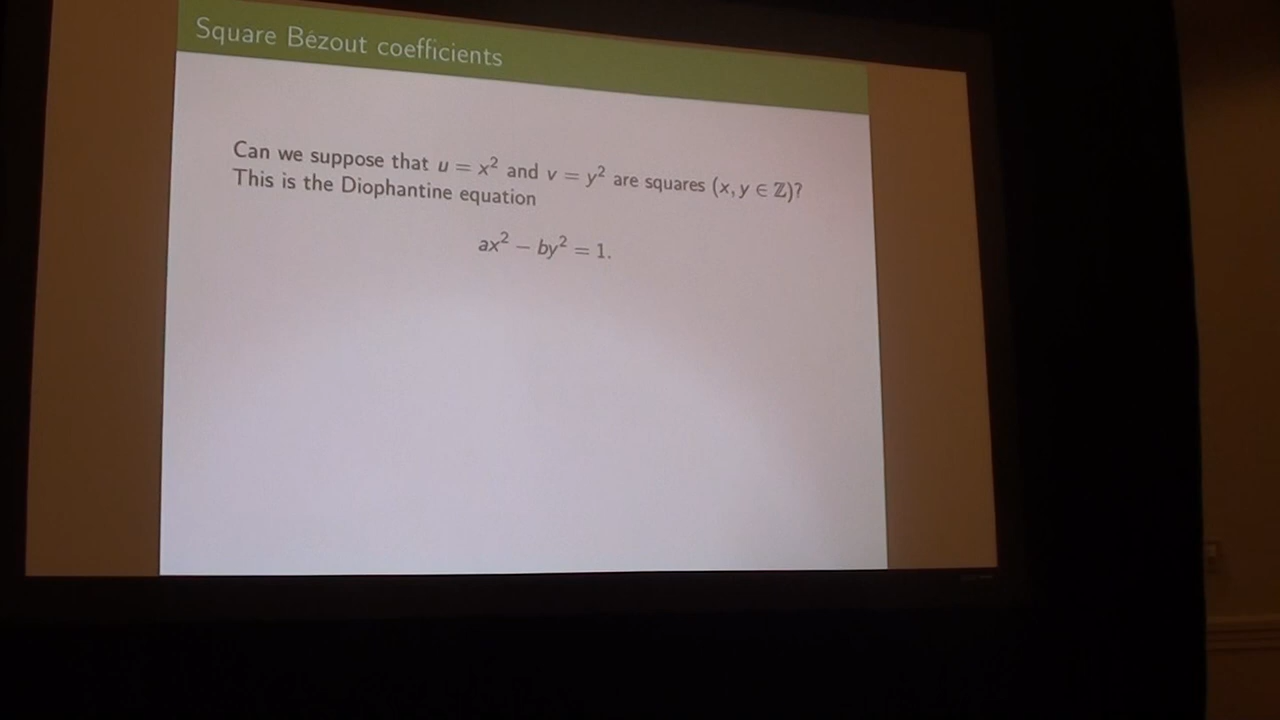 Square Bézout coefficients
Can we suppose that u = x² and v = y² are squares (x, y ∈ ℤ)?
This is the Diophantine equation
ax² − by² = 1.